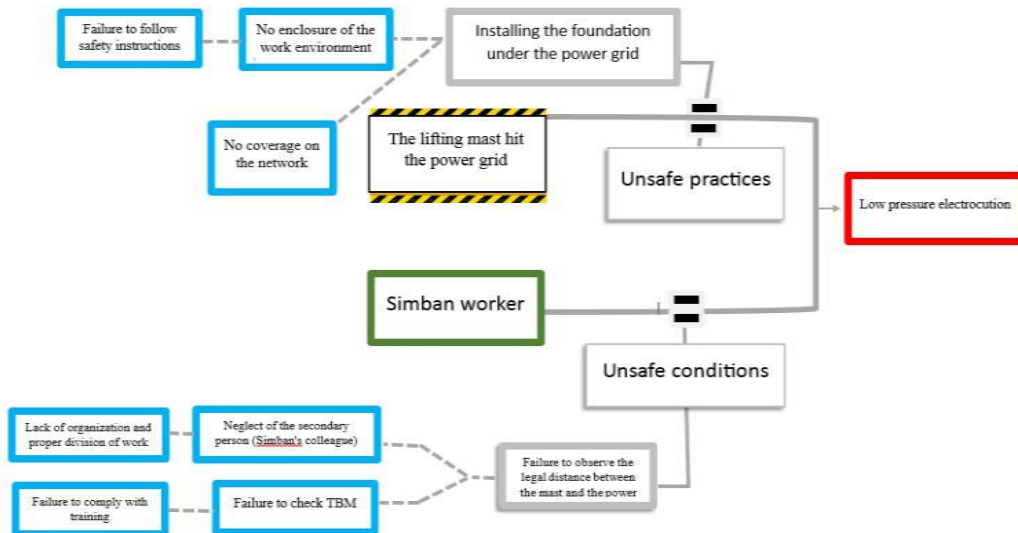 Failure to follow
safety instructions
No enclosure of the
work environment
Installing the foundation
under the power grid
No coverage on
the network
The lifting mast hit
the power grid
Unsafe practices
Low pressure electrocution
Simban worker
Unsafe conditions
Lack of organization and
proper division of work
Neglect of the secondary
person (Simban's colleague)
Failure to observe the
legal distance between
the mast and the power
Failure to comply with
training
Failure to check TBM